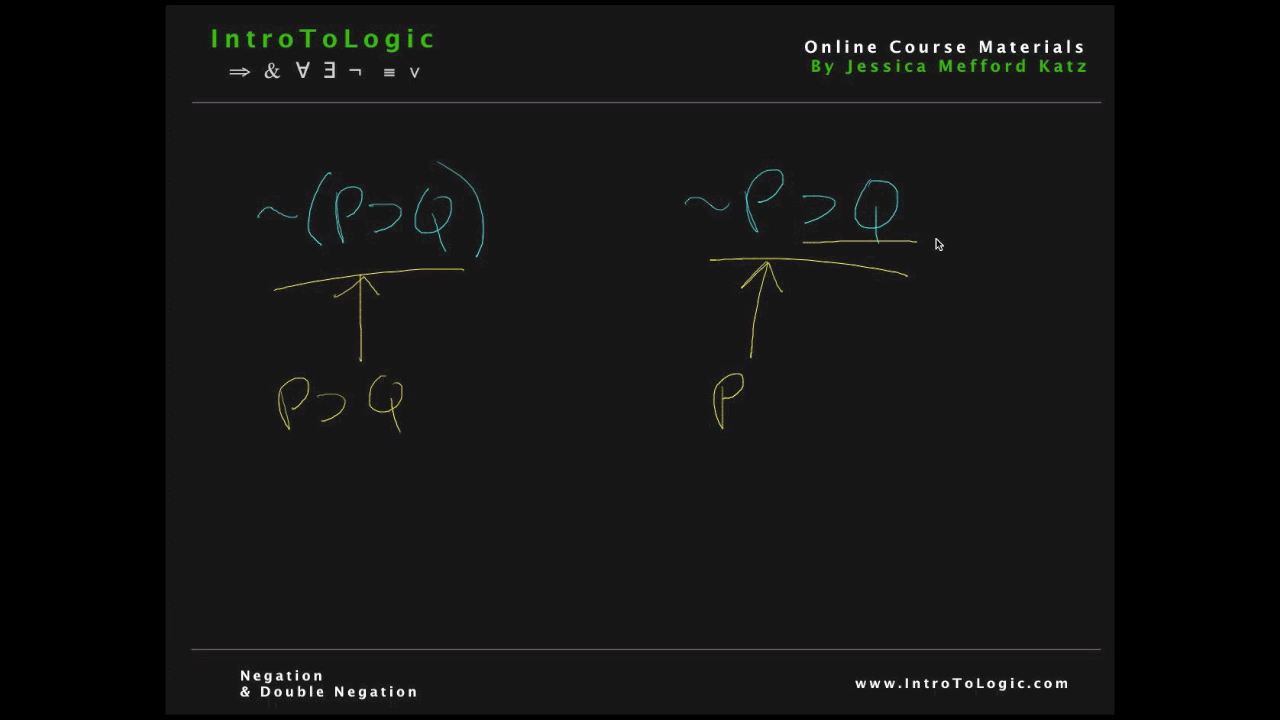 IntroToLogic
⇒ & ∀ ∃ ¬ ≡ ∨
Online Course Materials
By Jessica Mefford Katz
~(P⊃Q)
~P⊃Q
P⊃Q
P
Negation
& Double Negation
www.IntroToLogic.com